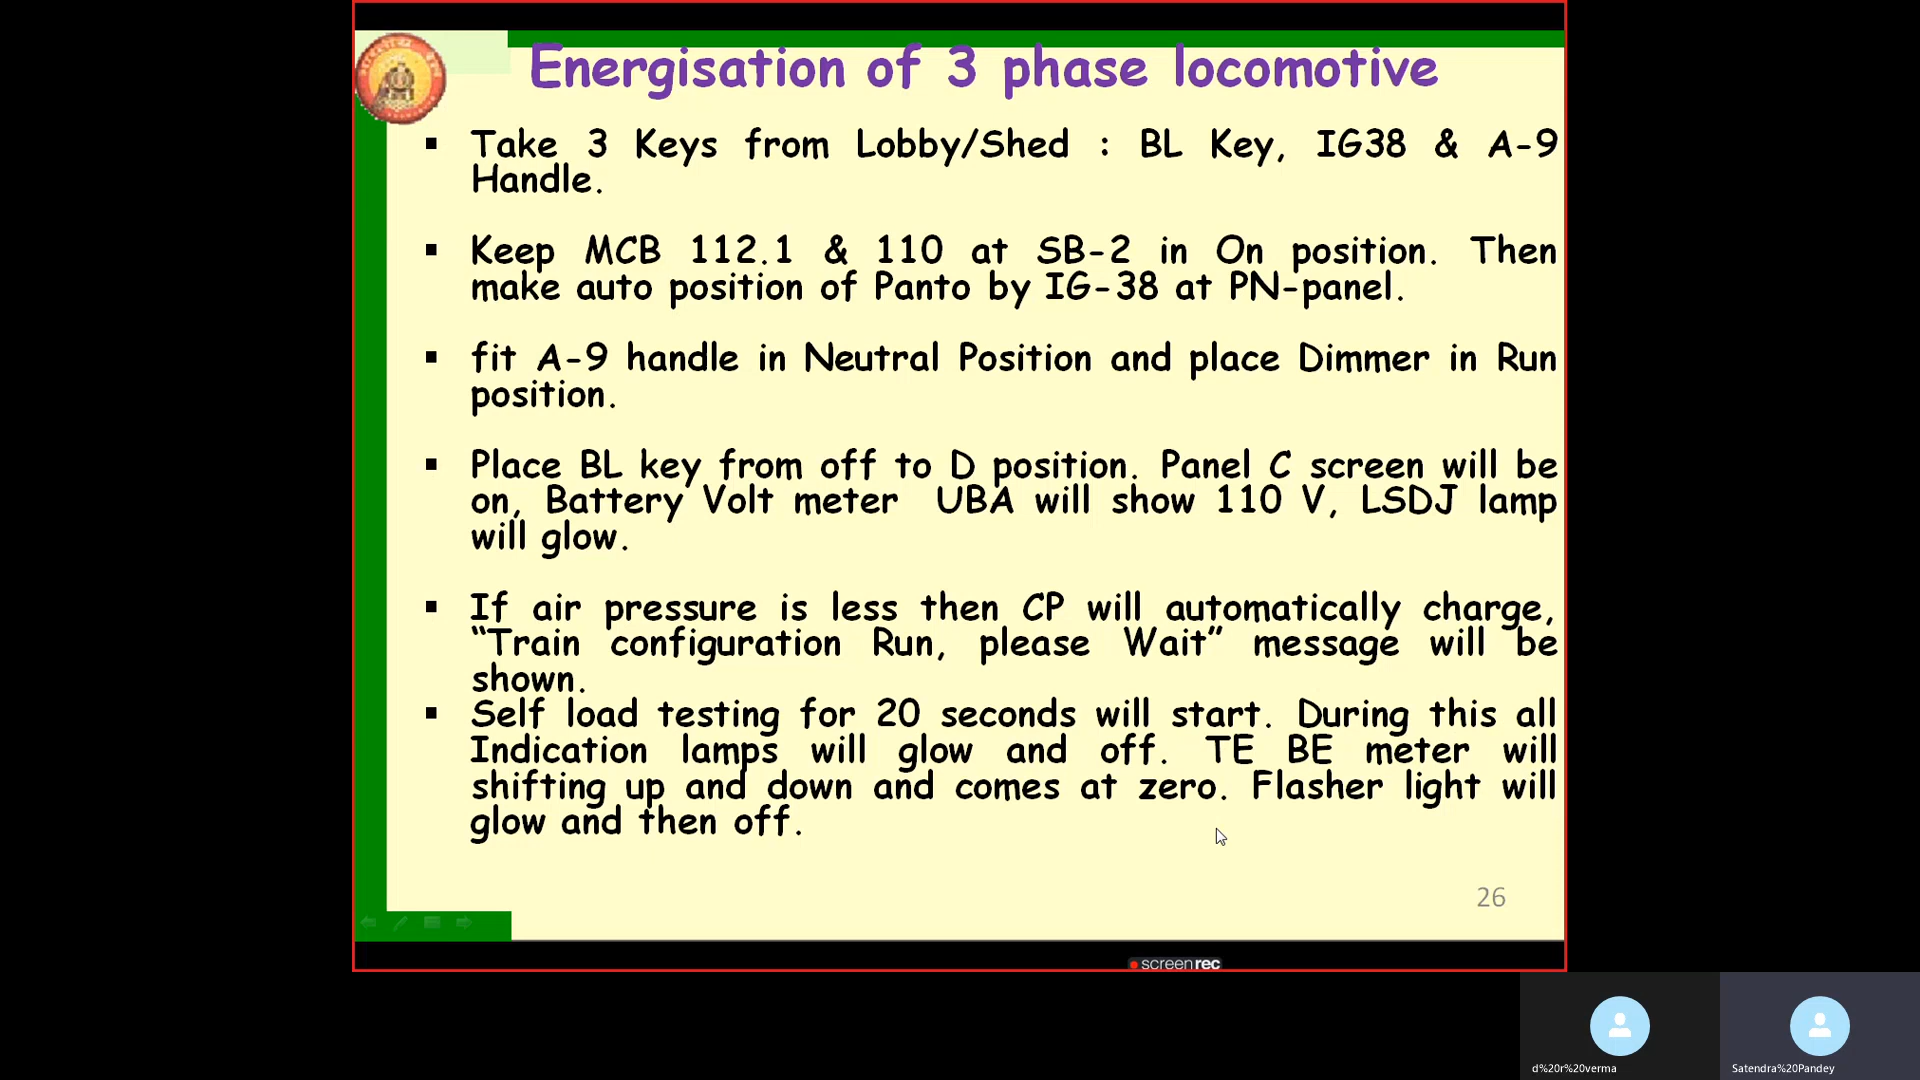 Energisation of 3 phase locomotive
▪ Take 3 Keys from Lobby/Shed : BL Key, IG38 & A-9
Handle.
▪ Keep MCB 112.1 & 110 at SB-2 in On position. Then
make auto position of Panto by IG-38 at PN-panel.
▪ fit A-9 handle in Neutral Position and place Dimmer in Run
position.
▪ Place BL key from off to D position. Panel C screen will be
on, Battery Volt meter UBA will show 110 V, LSDJ lamp
will glow.
▪ If air pressure is less then CP will automatically charge,
“Train configuration Run, please Wait” message will be
shown.
▪ Self load testing for 20 seconds will start. During this all
Indication lamps will glow and off. TE BE meter will
shifting up and down and comes at zero. Flasher light will
glow and then off.
26
screenrec
d%20r%20verma
Satendra%20Pandey